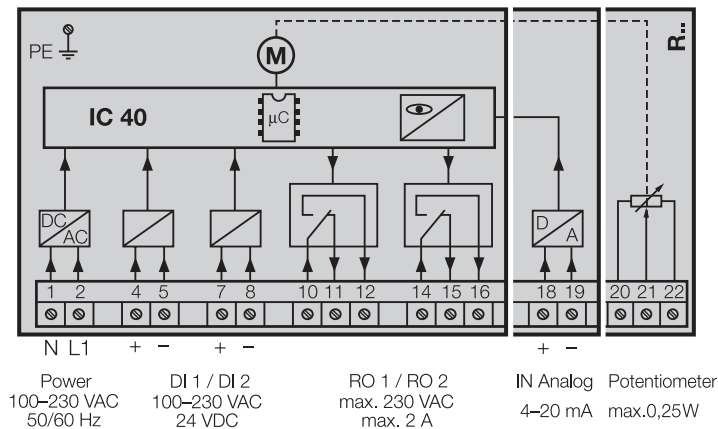 PE
M
R..
IC 40
µC
DC
AC
D
A
1 2 4 5 7 8 10 11 12 14 15 16 18 19 20 21 22
N L1 + − + − + −
Power
100–230 VAC
50/60 Hz
DI 1 / DI 2
100–230 VAC
24 VDC
RO 1 / RO 2
max. 230 VAC
max. 2 A
IN Analog
4–20 mA
Potentiometer
max.0,25W